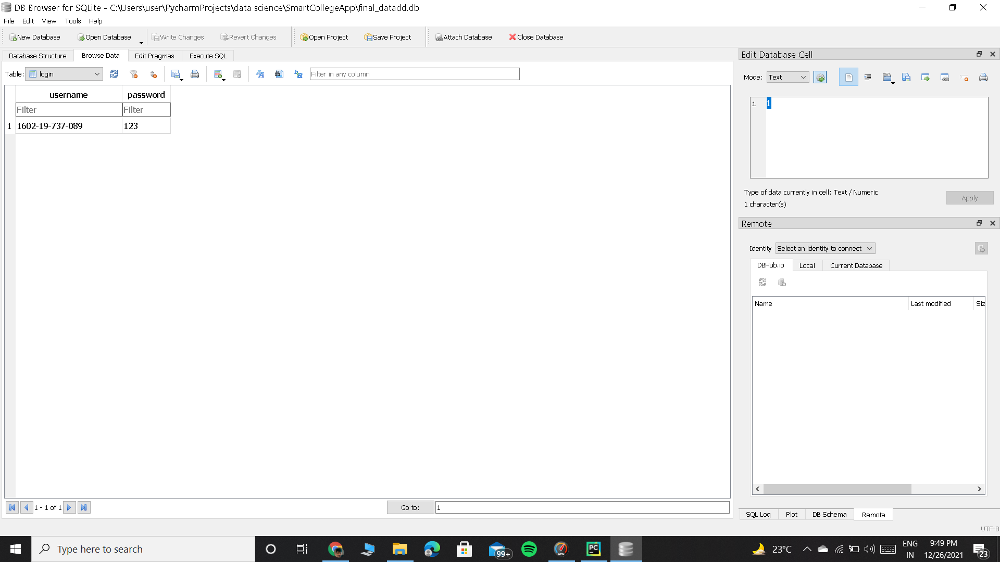 DB Browser for SQLite - C:\Users\user\PycharmProjects\data science\SmartCollegeApp\final_datadd.db
File Edit View Tools Help
New Database Open Database Write Changes Revert Changes Open Project Save Project Attach Database Close Database
Database Structure Browse Data Edit Pragmas Execute SQL
Table: login Filter in any column
username password
Filter Filter
1 1602-19-737-089 123
1 - 1 of 1 Go to: 1
Edit Database Cell
Mode: Text
1 1
Type of data currently in cell: Text / Numeric
1 character(s)
Apply
Remote
Identity Select an identity to connect
DBHub.io Local Current Database
Name Last modified Siz
SQL Log Plot DB Schema Remote
UTF-8
Type here to search
99+
PC
23°C
ENG
IN
9:49 PM
12/26/2021
23